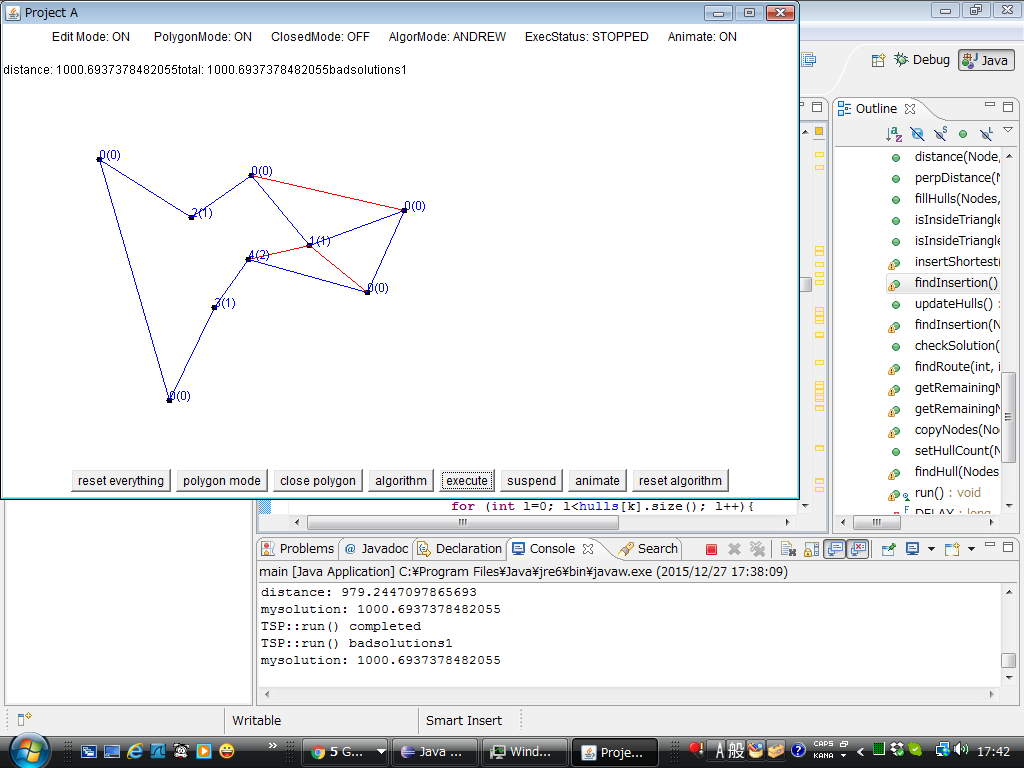 Project A
Edit Mode: ON PolygonMode: ON ClosedMode: OFF AlgorMode: ANDREW ExecStatus: STOPPED Animate: ON
distance: 1000.6937378482055total: 1000.6937378482055badsolutions1
0(0)
0(0)
2(1)
0(0)
1(1)
4(2)
0(0)
3(1)
0(0)
reset everything polygon mode close polygon algorithm execute suspend animate reset algorithm
Debug Java
Outline
distance(Node,
perpDistance(N
fillHulls(Nodes,
isInsideTriangle
isInsideTriangle
insertShortest(
findInsertion()
updateHulls() :
findInsertion(N
checkSolution(
findRoute(int, i
getRemainingN
getRemainingN
copyNodes(No
setHullCount(N
findHull(Nodes
run() : void
DELAY : long
for (int l=0; l<hulls[k].size(); l++){
Problems @ Javadoc Declaration Console Search
main [Java Application] C:¥Program Files¥Java¥jre6¥bin¥javaw.exe (2015/12/27 17:38:09)
distance: 979.2447097865693
mysolution: 1000.6937378482055
TSP::run() completed
TSP::run() badsolutions1
mysolution: 1000.6937378482055
Writable Smart Insert
5 G... Java ... Wind... Proje... A 般 CAPS KANA 17:42